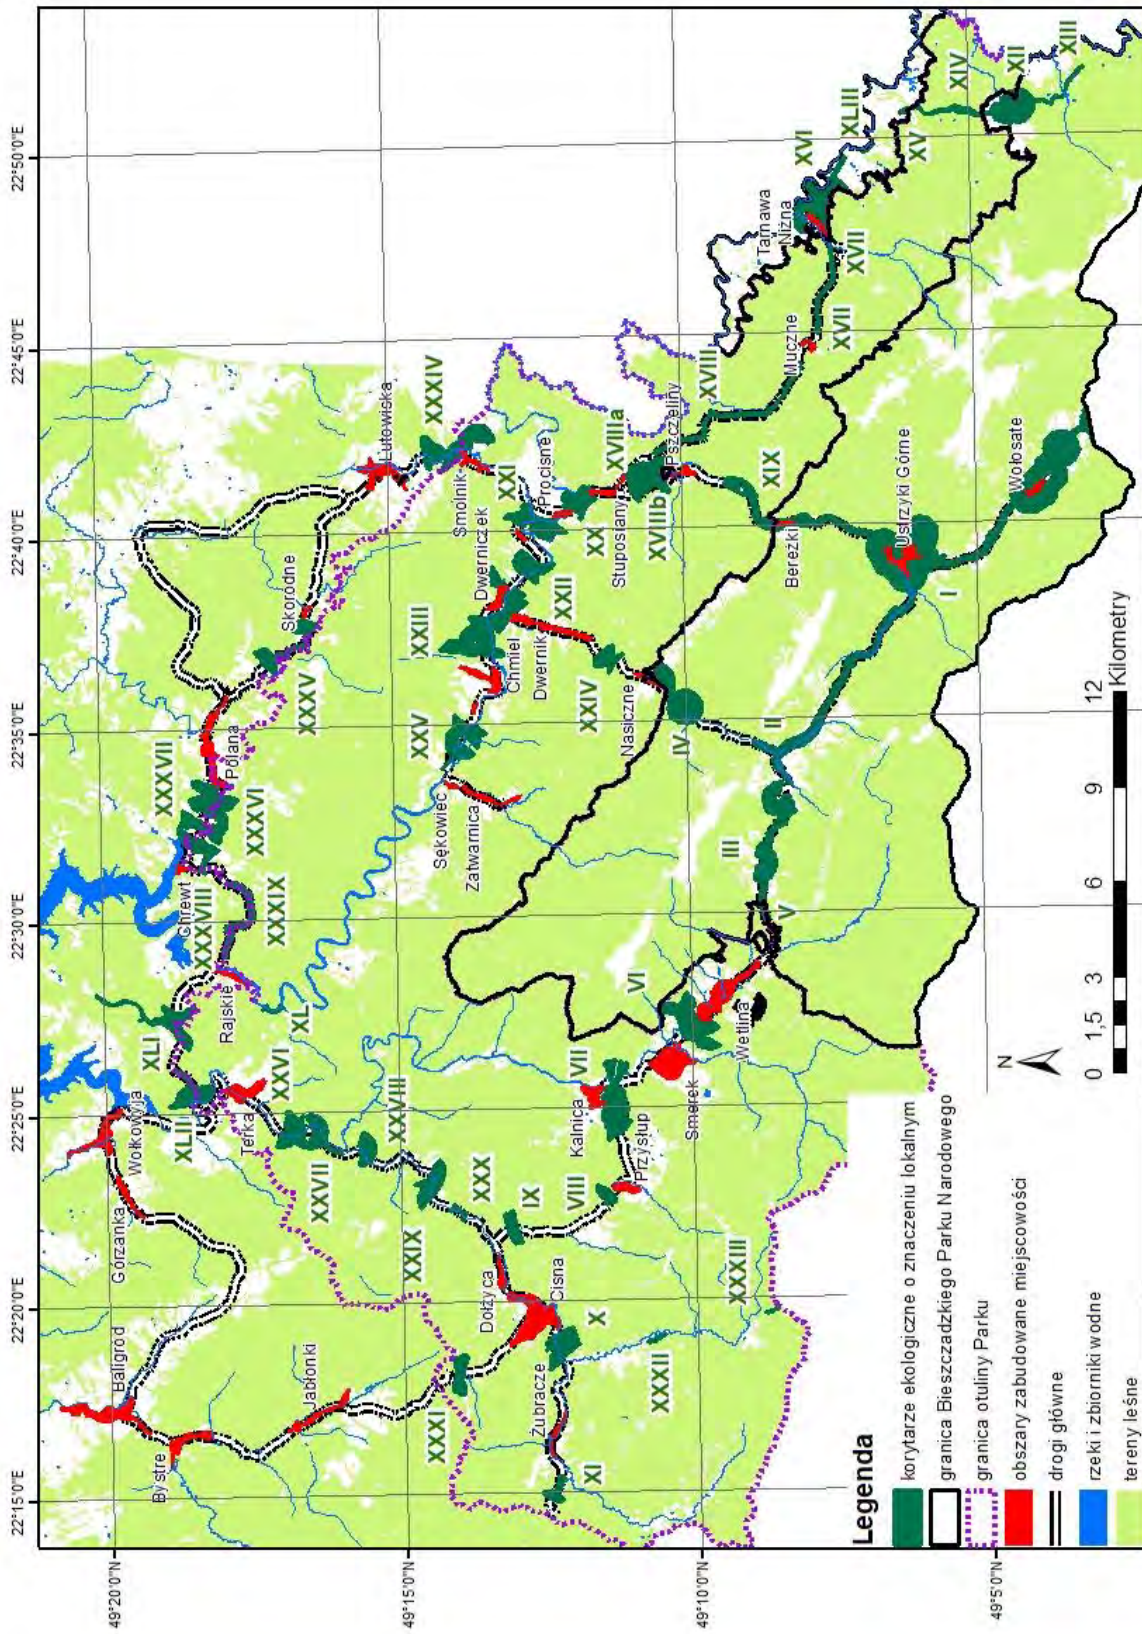 22°15'0"E
22°20'0"E
22°25'0"E
22°30'0"E
22°35'0"E
22°40'0"E
22°45'0"E
22°50'0"E
49°20'0"N
49°15'0"N
49°10'0"N
49°5'0"N
Baligród
Bystre
Jabłonki
Górzanka
Wołkowyja
XLIII
XLI
Terka
XXVI
XXVII
XXVIII
XXIX
XXX
XXXI
Rajskie
XL
XXXVIII
XXXIX
Chrewt
XXXVII
XXXVI
Polana
XXXV
Skorodne
Lutowiska
XXXIV
Smolnik
XXI
Procisne
Dwerniczek
XXIII
Chmiel
Dwernik
XXII
XXIV
XXV
Sękowiec
Zatwarnica
Nasiczne
IV
II
III
V
VI
Wetlina
Smerek
VII
Kalnica
Przysłup
VIII
IX
Dołżyca
Cisna
X
Żubracze
XI
XXXII
XXXIII
XX
Stuposiany
XVIIIa
XVIIIb
Pszczeliny
XVIII
XIX
Bereżki
Ustrzyki Górne
I
Wołosate
Muczne
XVII
XVII
Tarnawa
Niżna
XVI
XLIII
XV
XIV
XII
XIII
N
0 1,5 3 6 9 12
Kilometry
Legenda
korytarze ekologiczne o znaczeniu lokalnym
granica Bieszczadzkiego Parku Narodowego
granica otuliny Parku
obszary zabudowane miejscowości
drogi główne
rzeki i zbiorniki wodne
tereny leśne